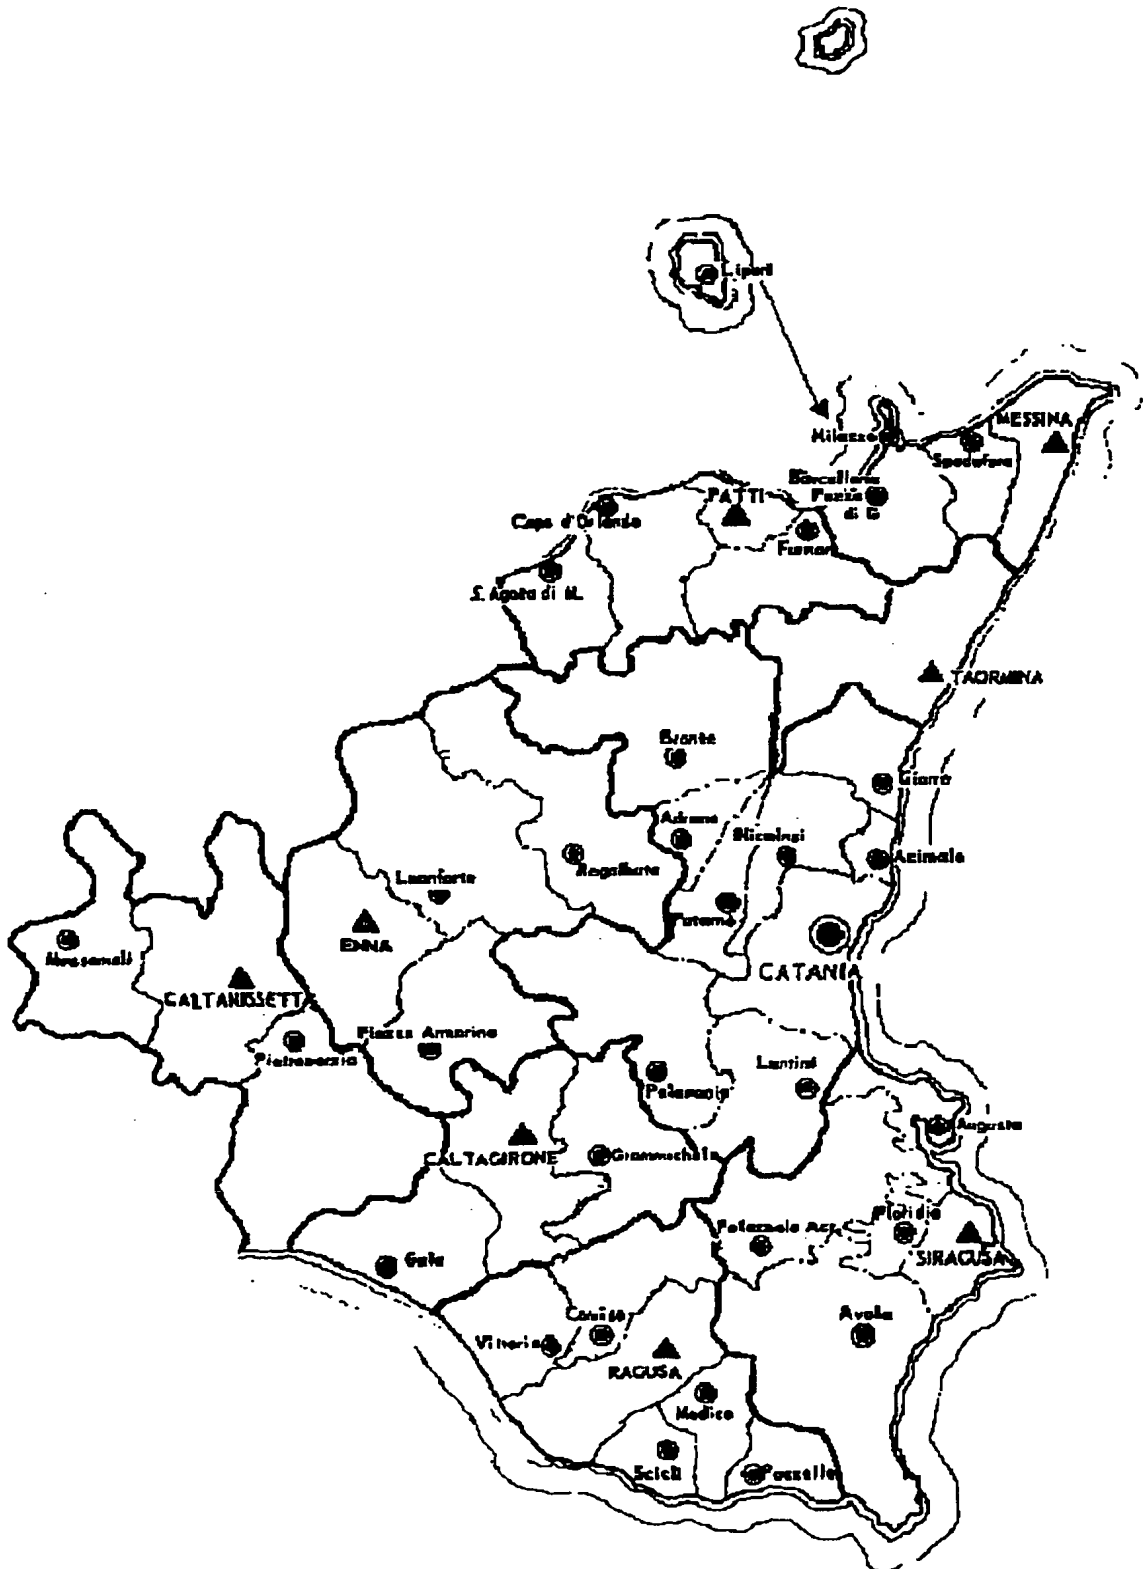 Lipari
MESSINA
Milazzo
Spadafora
Barcellona
Pozzo
di G
PATTI
Capo d'Orlando
Furnari
S. Agata di M.
TAORMINA
Bronte
Giarre
Adrano
Nicolosi
Acireale
Regalbuto
Leonforte
Paternò
ENNA
Mussomeli
CATANIA
CALTANISSETTA
Piazza Armerina
Pietraperzia
Lentini
Palagonia
Augusta
CALTAGIRONE
Grammichele
Floridia
Palazzolo Acr.
SIRACUSA
Gela
Comiso
Avola
Vittoria
RAGUSA
Modica
Scicli
Pozzallo